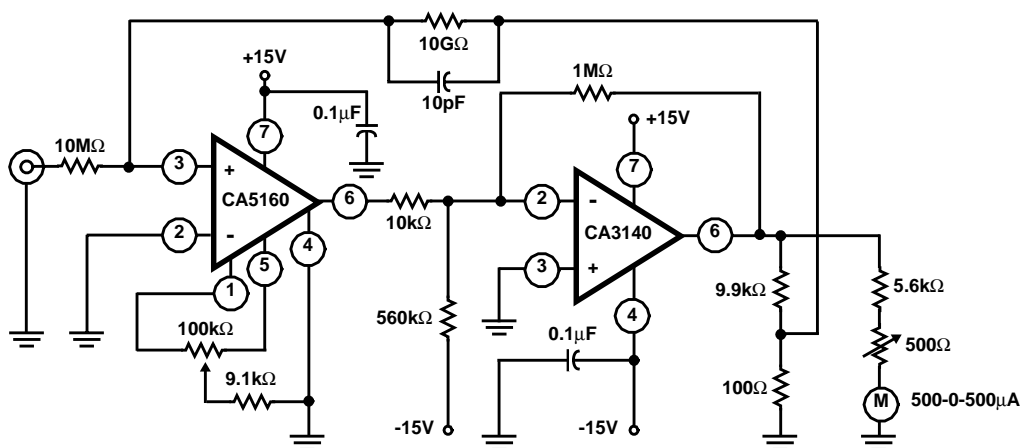 10GΩ
+15V
10pF
0.1μF
1MΩ
+15V
10MΩ
7
7
3
+
CA5160
6
2
-
CA3140
6
10kΩ
2
-
4
3
+
5
1
9.9kΩ
5.6kΩ
4
100kΩ
560kΩ
0.1μF
500Ω
9.1kΩ
100Ω
M
500-0-500μA
-15V
-15V